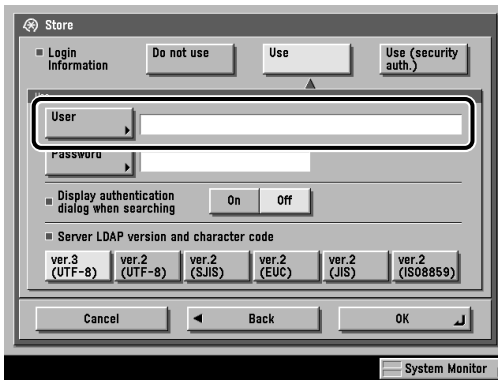 Store
Login Information
Do not use
Use
Use (security auth.)
User
Password
Display authentication dialog when searching
On
Off
Server LDAP version and character code
ver.3 (UTF-8)
ver.2 (UTF-8)
ver.2 (SJIS)
ver.2 (EUC)
ver.2 (JIS)
ver.2 (ISO8859)
Cancel
Back
OK
System Monitor